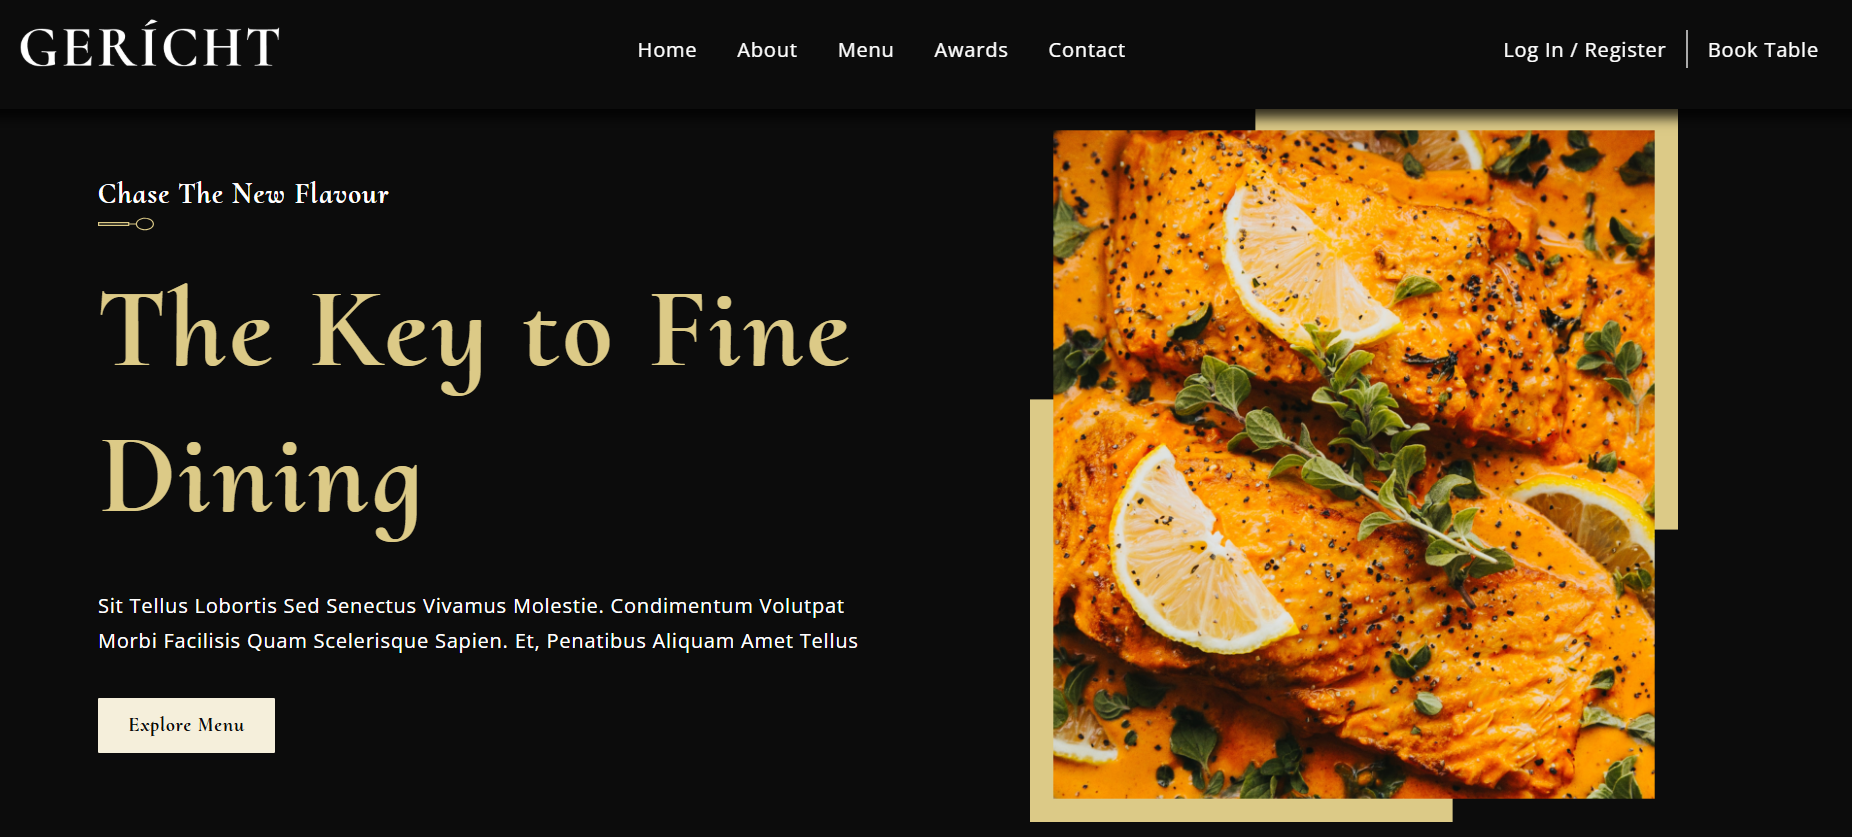 GERÍCHT
Home About Menu Awards Contact
Log In / Register
Book Table
Chase The New Flavour
The Key to Fine
Dining
Sit Tellus Lobortis Sed Senectus Vivamus Molestie. Condimentum Volutpat
Morbi Facilisis Quam Scelerisque Sapien. Et, Penatibus Aliquam Amet Tellus
Explore Menu